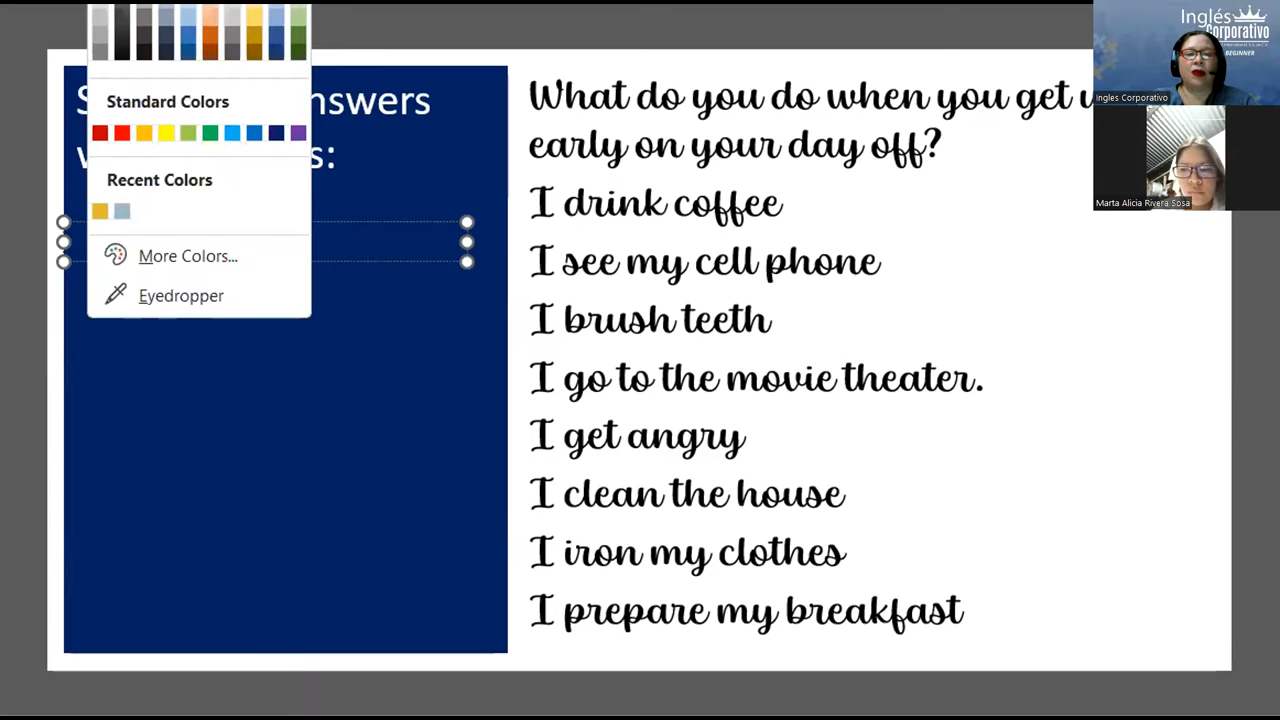 Standard Colors
Recent Colors
More Colors...
Eyedropper
What do you do when you get
early on your day off?
I drink coffee
I see my cell phone
I brush teeth
I go to the movie theater.
I get angry
I clean the house
I iron my clothes
I prepare my breakfast
Inglés
Corporativo
BEGINNER
Ingles Corporativo
Marta Alicia Rivera Sosa